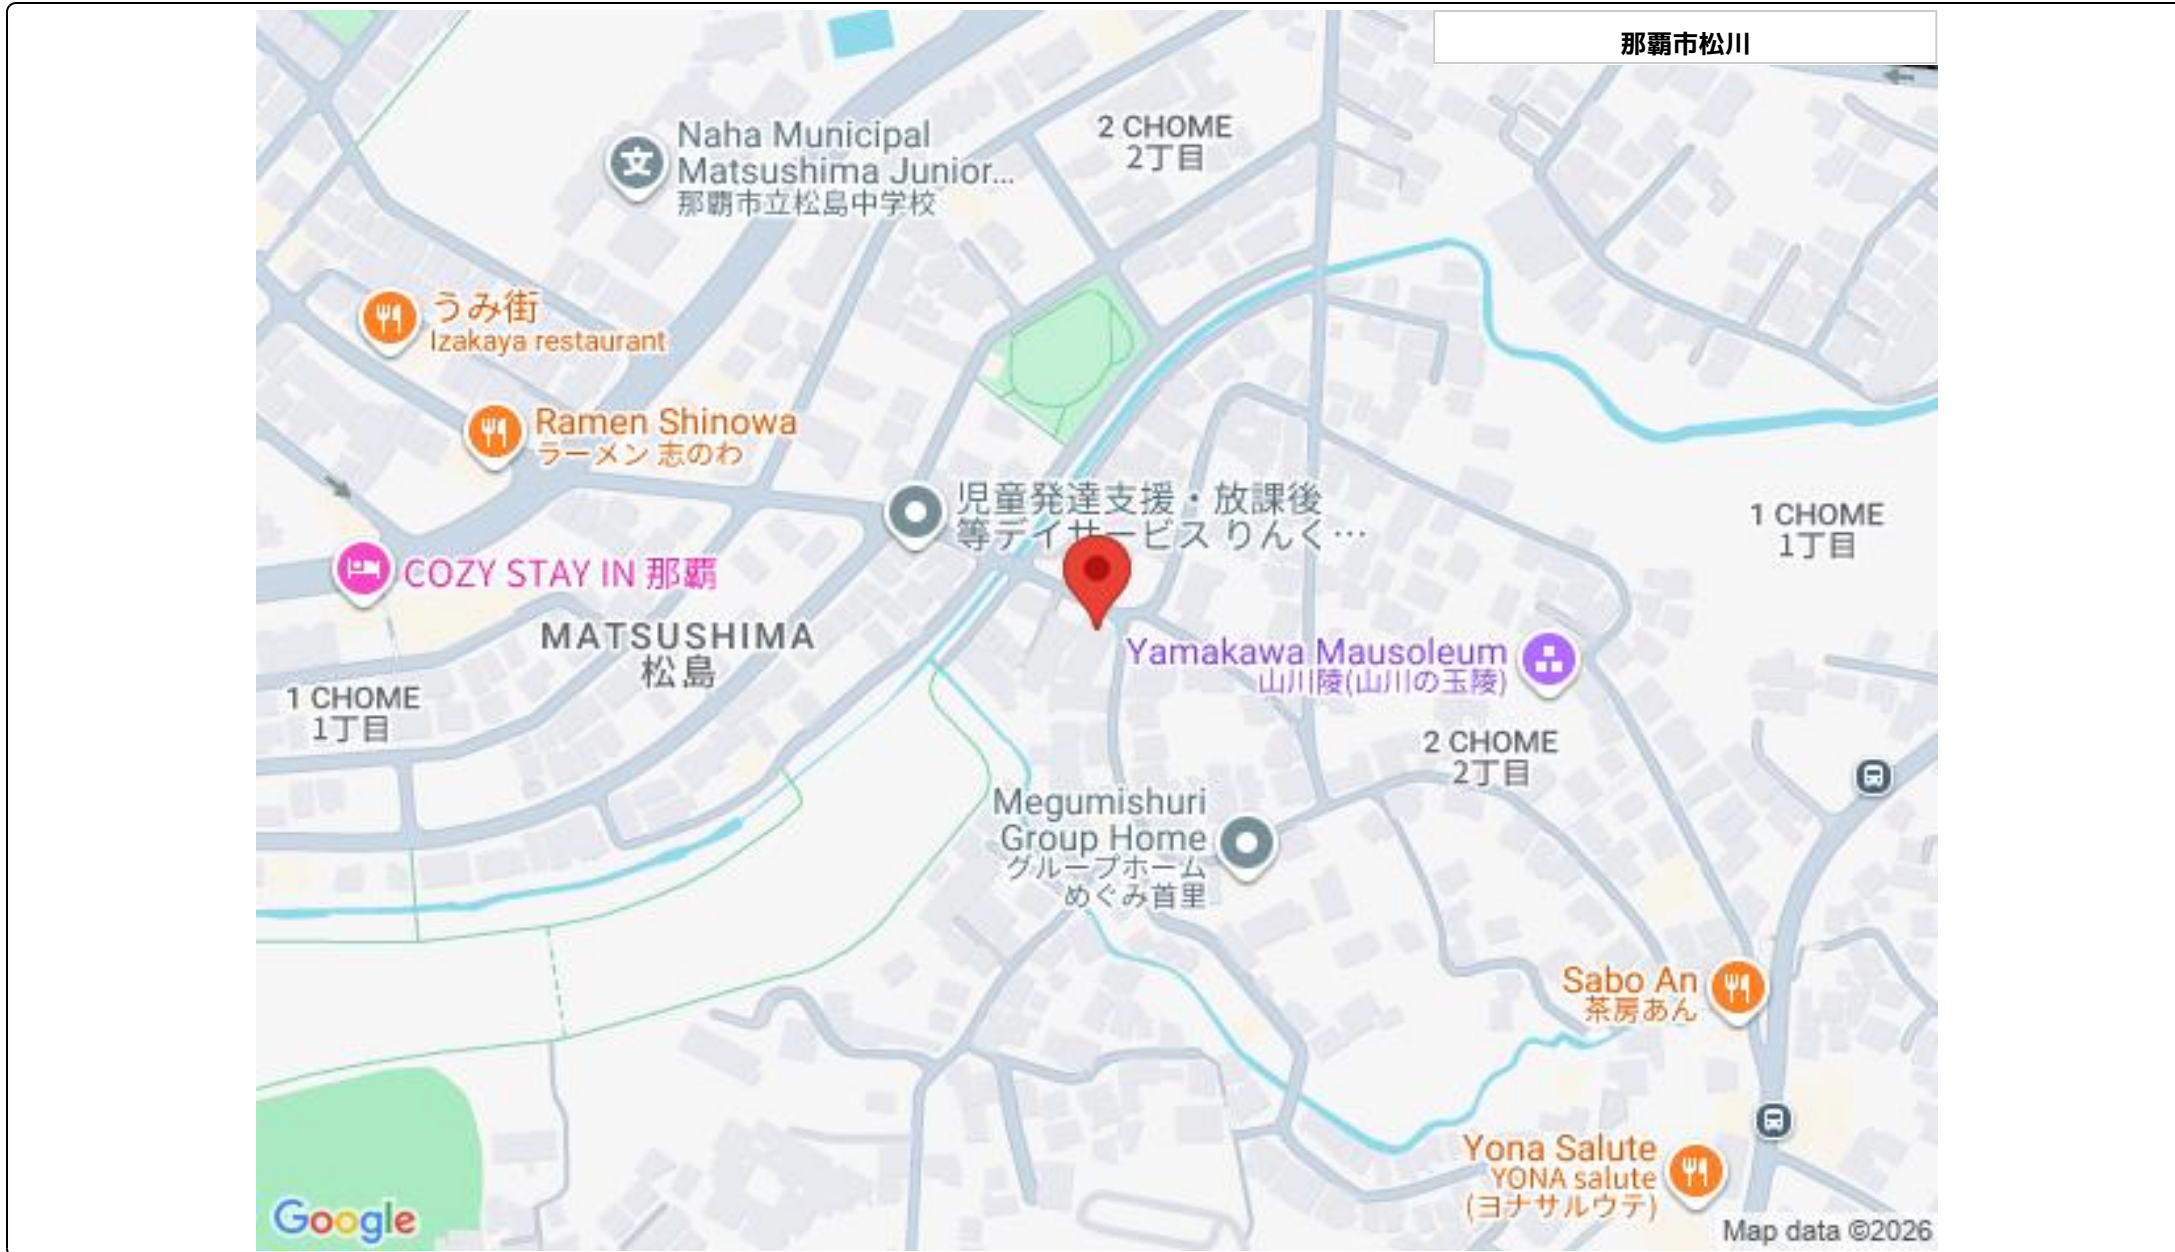 那覇市松川
2 CHOME
2丁目
Naha Municipal
Matsushima Junior...
那覇市立松島中学校
うみ街
Izakaya restaurant
Ramen Shinowa
ラーメン 志のわ
児童発達支援・放課後
等デイサービス りんく…
1 CHOME
1丁目
COZY STAY IN 那覇
MATSUSHIMA
松島
Yamakawa Mausoleum
山川陵(山川の玉陵)
1 CHOME
1丁目
2 CHOME
2丁目
Megumishuri
Group Home
グループホーム
めぐみ首里
Sabo An
茶房あん
Yona Salute
YONA salute
(ヨナサルウテ)
Google
Map data ©2026